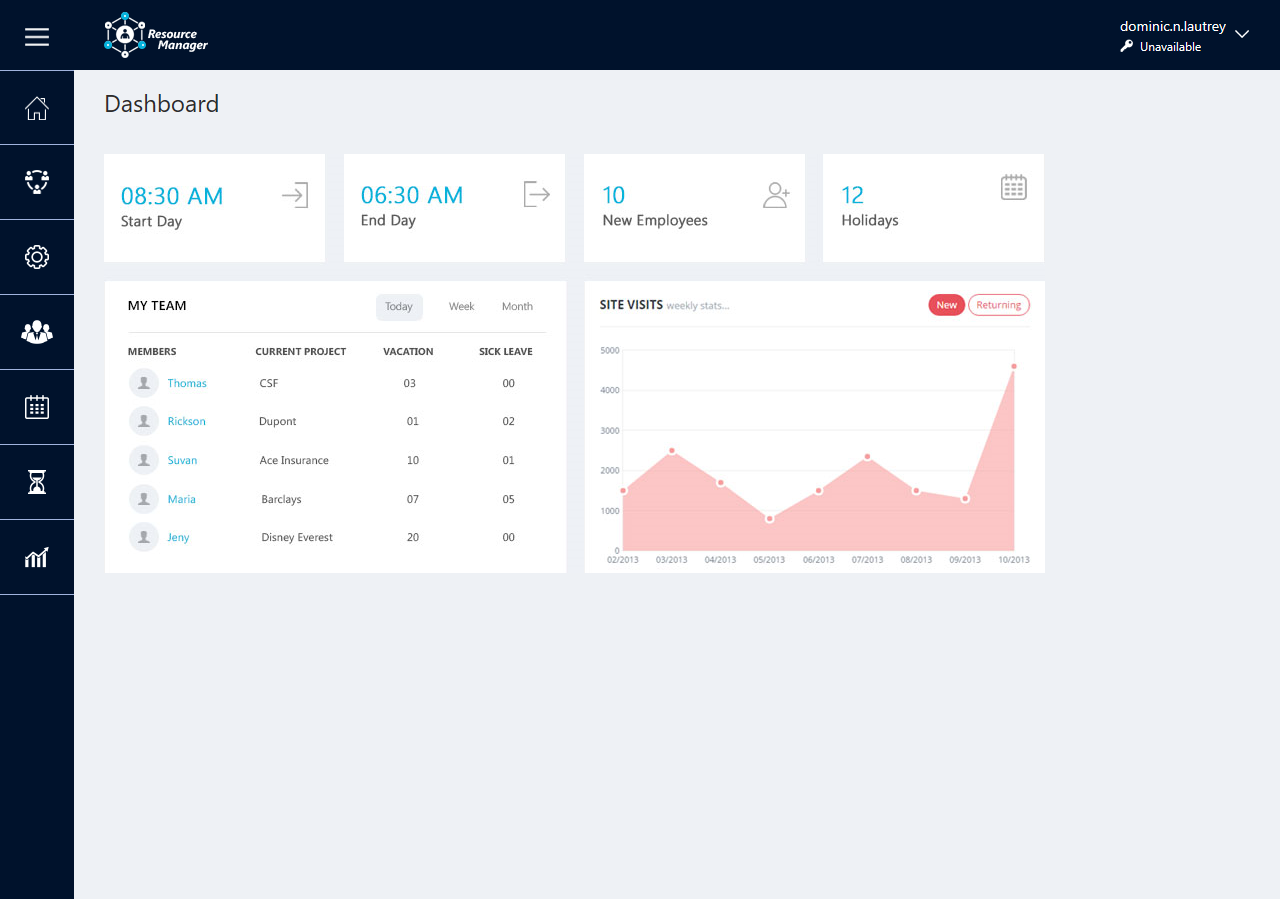 Resource
Manager
dominic.n.lautrey
Unavailable
Dashboard
08:30 AM
Start Day
06:30 AM
End Day
10
New Employees
12
Holidays
MY TEAM
Today Week Month
MEMBERS CURRENT PROJECT VACATION SICK LEAVE
Thomas CSF 03 00
Rickson Dupont 01 02
Suvan Ace Insurance 10 01
Maria Barclays 07 05
Jeny Disney Everest 20 00
SITE VISITS weekly stats...
New Returning
5000
4000
3000
2000
1000
0
02/2013 03/2013 04/2013 05/2013 06/2013 07/2013 08/2013 09/2013 10/2013